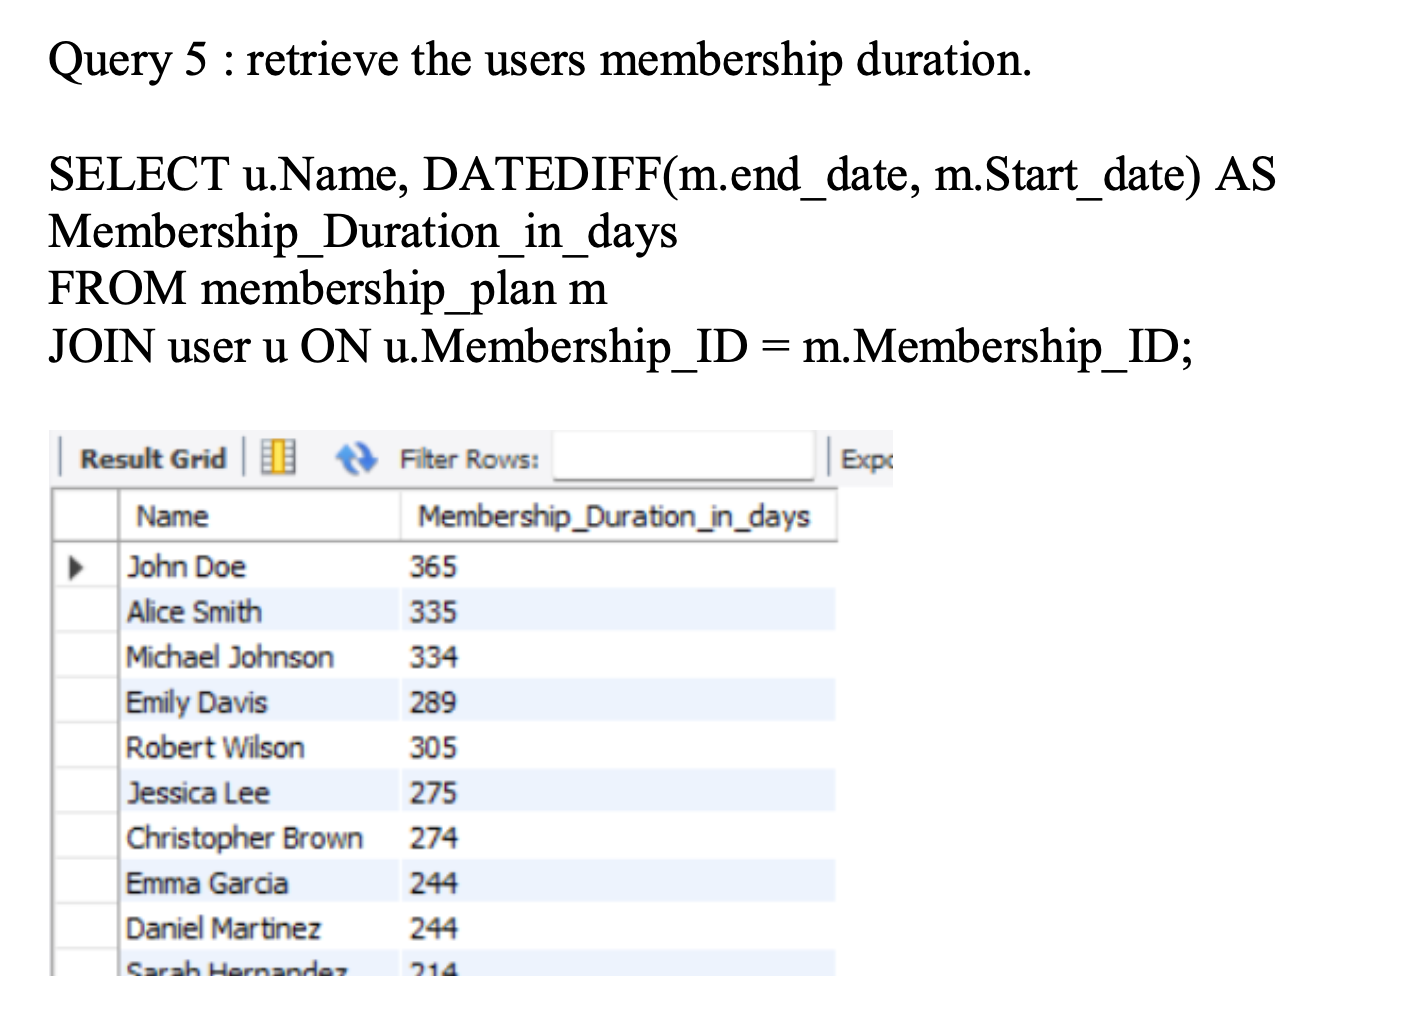 Query 5 : retrieve the users membership duration.
SELECT u.Name, DATEDIFF(m.end_date, m.Start_date) AS
Membership_Duration_in_days
FROM membership_plan m
JOIN user u ON u.Membership_ID = m.Membership_ID;
Result Grid Filter Rows: Expo
Name Membership_Duration_in_days
John Doe 365
Alice Smith 335
Michael Johnson 334
Emily Davis 289
Robert Wilson 305
Jessica Lee 275
Christopher Brown 274
Emma Garcia 244
Daniel Martinez 244
Sarah Hernandez 214